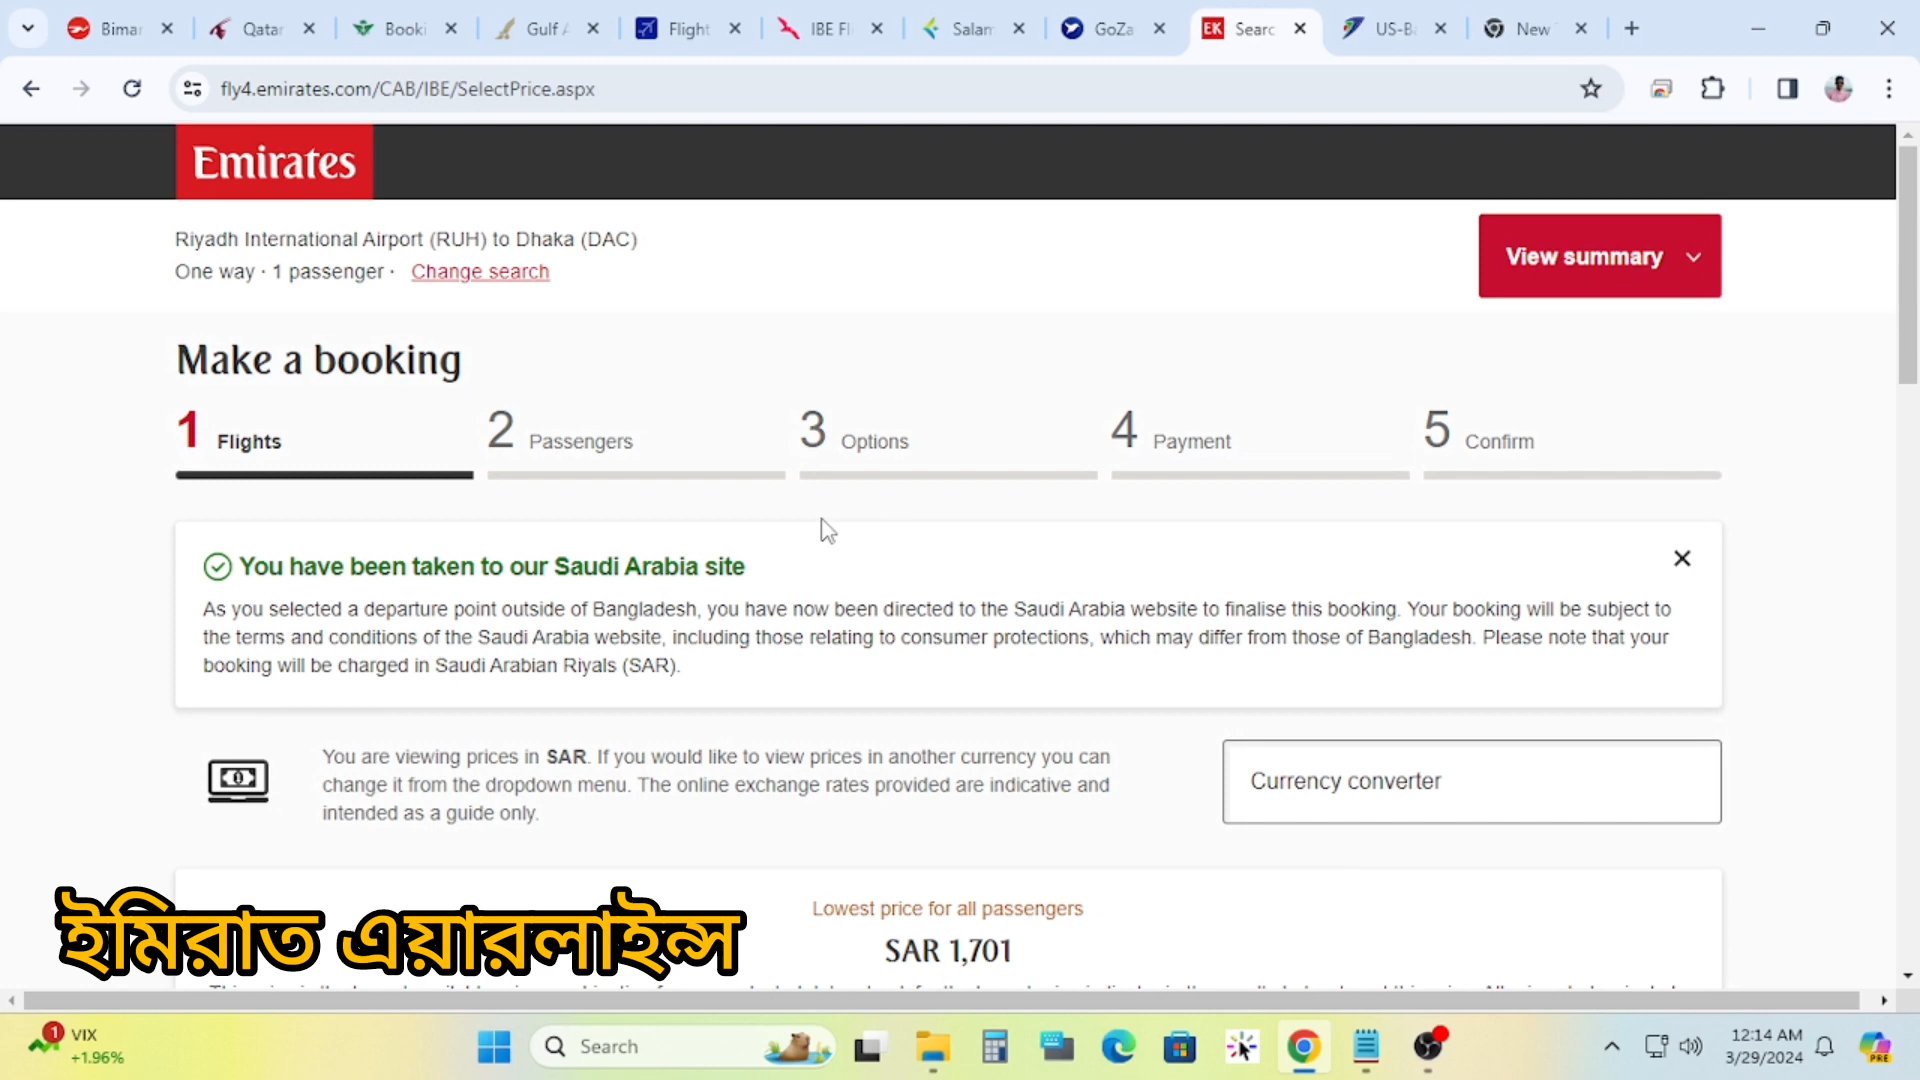 Bimar
Qatar
Booki
Gulf A
Flight
IBE Fl
Salam
GoZa
EK
Searc
US-Ba
New
fly4.emirates.com/CAB/IBE/SelectPrice.aspx
Emirates
Riyadh International Airport (RUH) to Dhaka (DAC)
One way · 1 passenger · Change search
View summary
Make a booking
1 Flights
2 Passengers
3 Options
4 Payment
5 Confirm
You have been taken to our Saudi Arabia site
As you selected a departure point outside of Bangladesh, you have now been directed to the Saudi Arabia website to finalise this booking. Your booking will be subject to
the terms and conditions of the Saudi Arabia website, including those relating to consumer protections, which may differ from those of Bangladesh. Please note that your
booking will be charged in Saudi Arabian Riyals (SAR).
You are viewing prices in SAR. If you would like to view prices in another currency you can
change it from the dropdown menu. The online exchange rates provided are indicative and
intended as a guide only.
Currency converter
Lowest price for all passengers
SAR 1,701
ইমিরাত এয়ারলাইন্স
1
VIX
+1.96%
Search
12:14 AM
3/29/2024
PRE